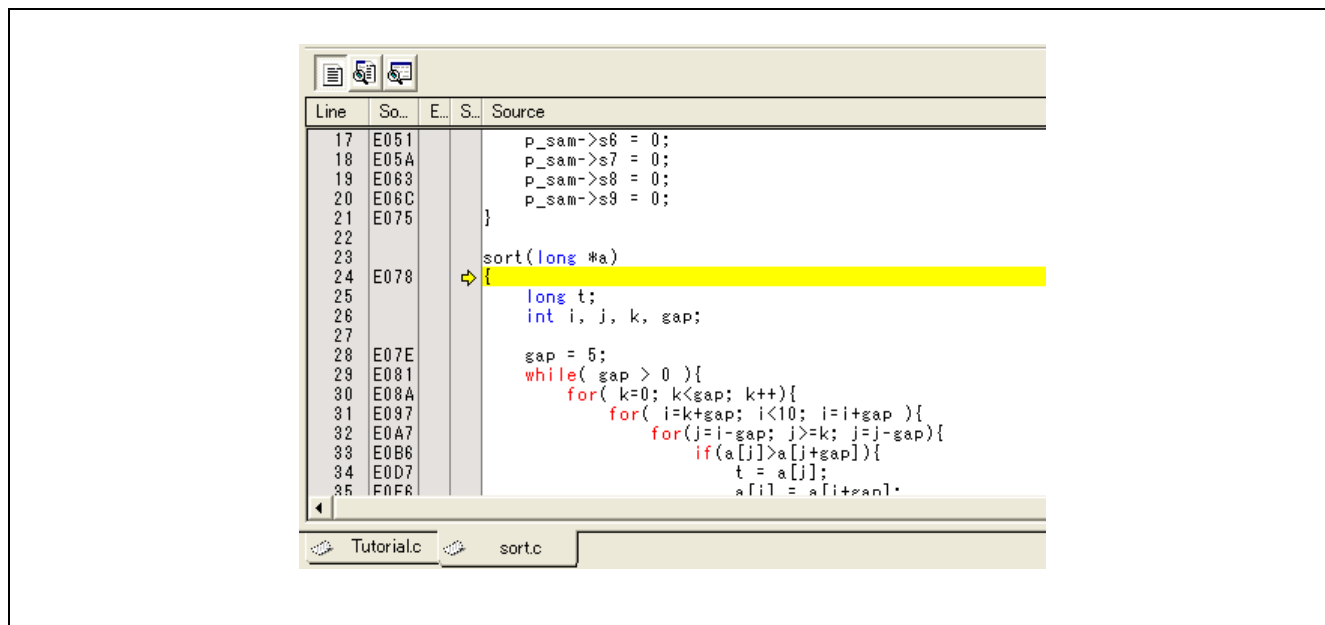 Line So... E... S... Source
17 E051 p_sam->s6 = 0;
18 E05A p_sam->s7 = 0;
19 E063 p_sam->s8 = 0;
20 E06C p_sam->s9 = 0;
21 E075 }
22
23 sort(long *a)
24 E078 {
25 long t;
26 int i, j, k, gap;
27
28 E07E gap = 5;
29 E081 while( gap > 0 ){
30 E08A for( k=0; k<gap; k++){
31 E097 for( i=k+gap; i<10; i=i+gap ){
32 E0A7 for(j=i-gap; j>=k; j=j-gap){
33 E0B6 if(a[j]>a[j+gap]){
34 E0D7 t = a[j];
35 E0E6 a[j] = a[j+gap];
Tutorial.c sort.c